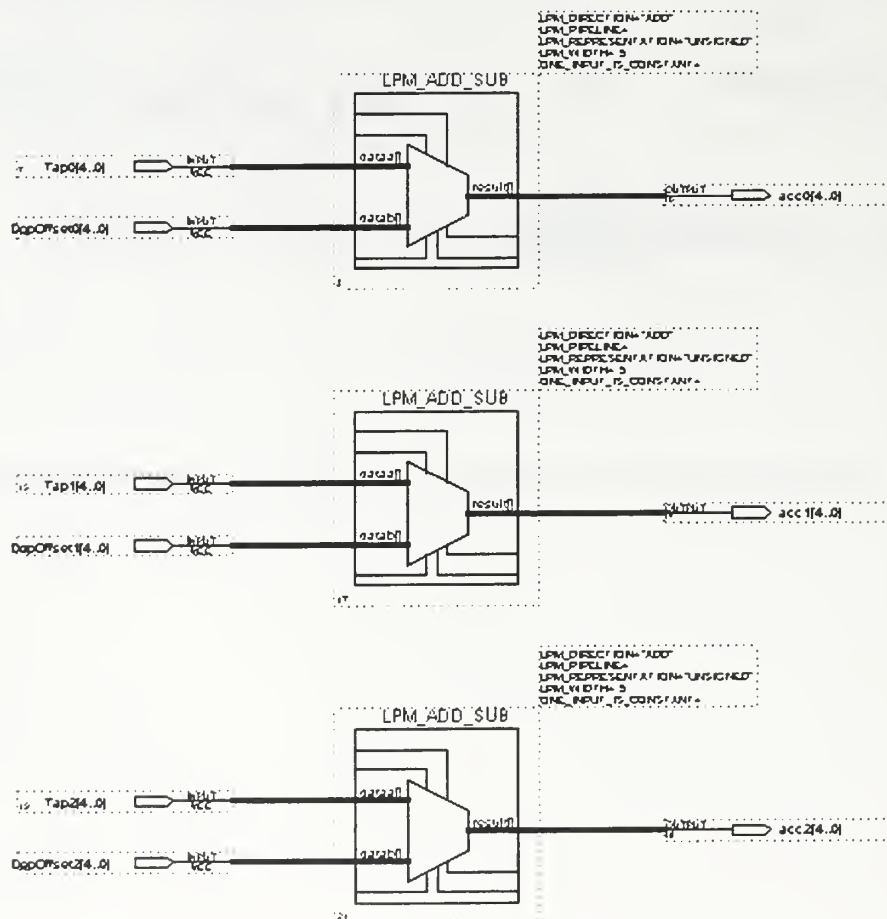 LPM_DIRECTION="ADD"
LPM_PIPELINE=
LPM_REPRESENTATION="UNSIGNED"
LPM_WIDTH=5
ONE_INPUT_IS_CONSTANT=
LPM_ADD_SUB
Tap0[4..0] INPUT VCC dataa[]
result[] OUTPUT acc0[4..0]
DopOffset0[4..0] INPUT VCC datab[]
LPM_DIRECTION="ADD"
LPM_PIPELINE=
LPM_REPRESENTATION="UNSIGNED"
LPM_WIDTH=5
ONE_INPUT_IS_CONSTANT=
LPM_ADD_SUB
Tap1[4..0] INPUT VCC dataa[]
result[] OUTPUT acc1[4..0]
DopOffset1[4..0] INPUT VCC datab[]
17
LPM_DIRECTION="ADD"
LPM_PIPELINE=
LPM_REPRESENTATION="UNSIGNED"
LPM_WIDTH=5
ONE_INPUT_IS_CONSTANT=
LPM_ADD_SUB
Tap2[4..0] INPUT VCC dataa[]
result[] OUTPUT acc2[4..0]
DopOffset2[4..0] INPUT VCC datab[]
21